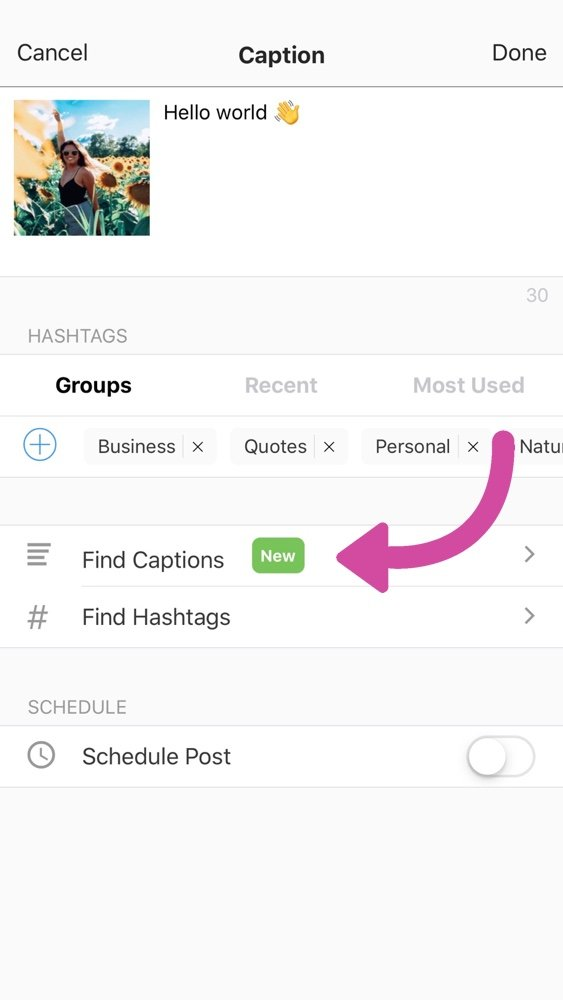 Cancel Caption Done
Hello world 👋
30
HASHTAGS
Groups Recent Most Used
Business × Quotes × Personal × Natu
Find Captions New
# Find Hashtags
SCHEDULE
Schedule Post